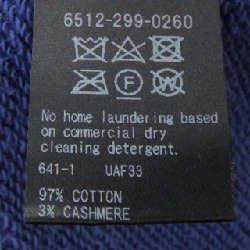 6512-299-0260
No home laundering based
on commercial dry
cleaning detergent.
641-1 UAF33
97% COTTON
3% CASHMERE